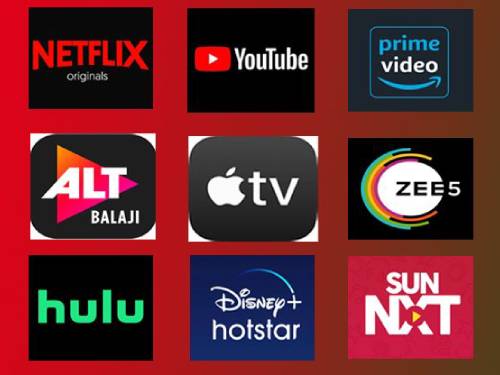 NETFLIX
originals
YouTube
prime
video
ALT
BALAJI
tv
ZEE5
hulu
Disney+
hotstar
SUN
NXT